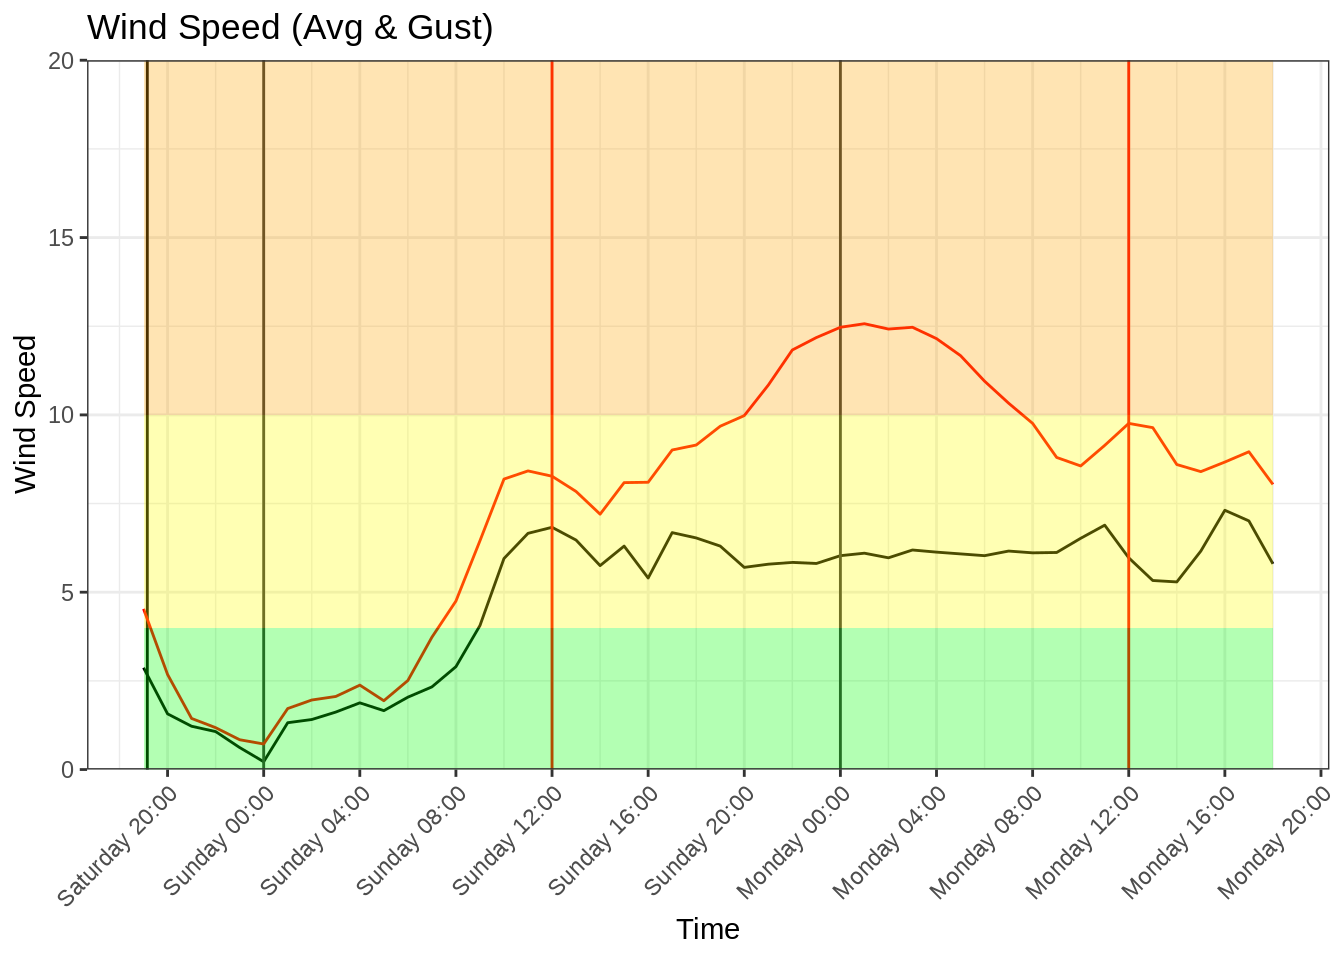 Wind Speed (Avg & Gust)
Wind Speed
20
15
10
5
0
Saturday 20:00
Sunday 00:00
Sunday 04:00
Sunday 08:00
Sunday 12:00
Sunday 16:00
Sunday 20:00
Monday 00:00
Monday 04:00
Monday 08:00
Monday 12:00
Monday 16:00
Monday 20:00
Time